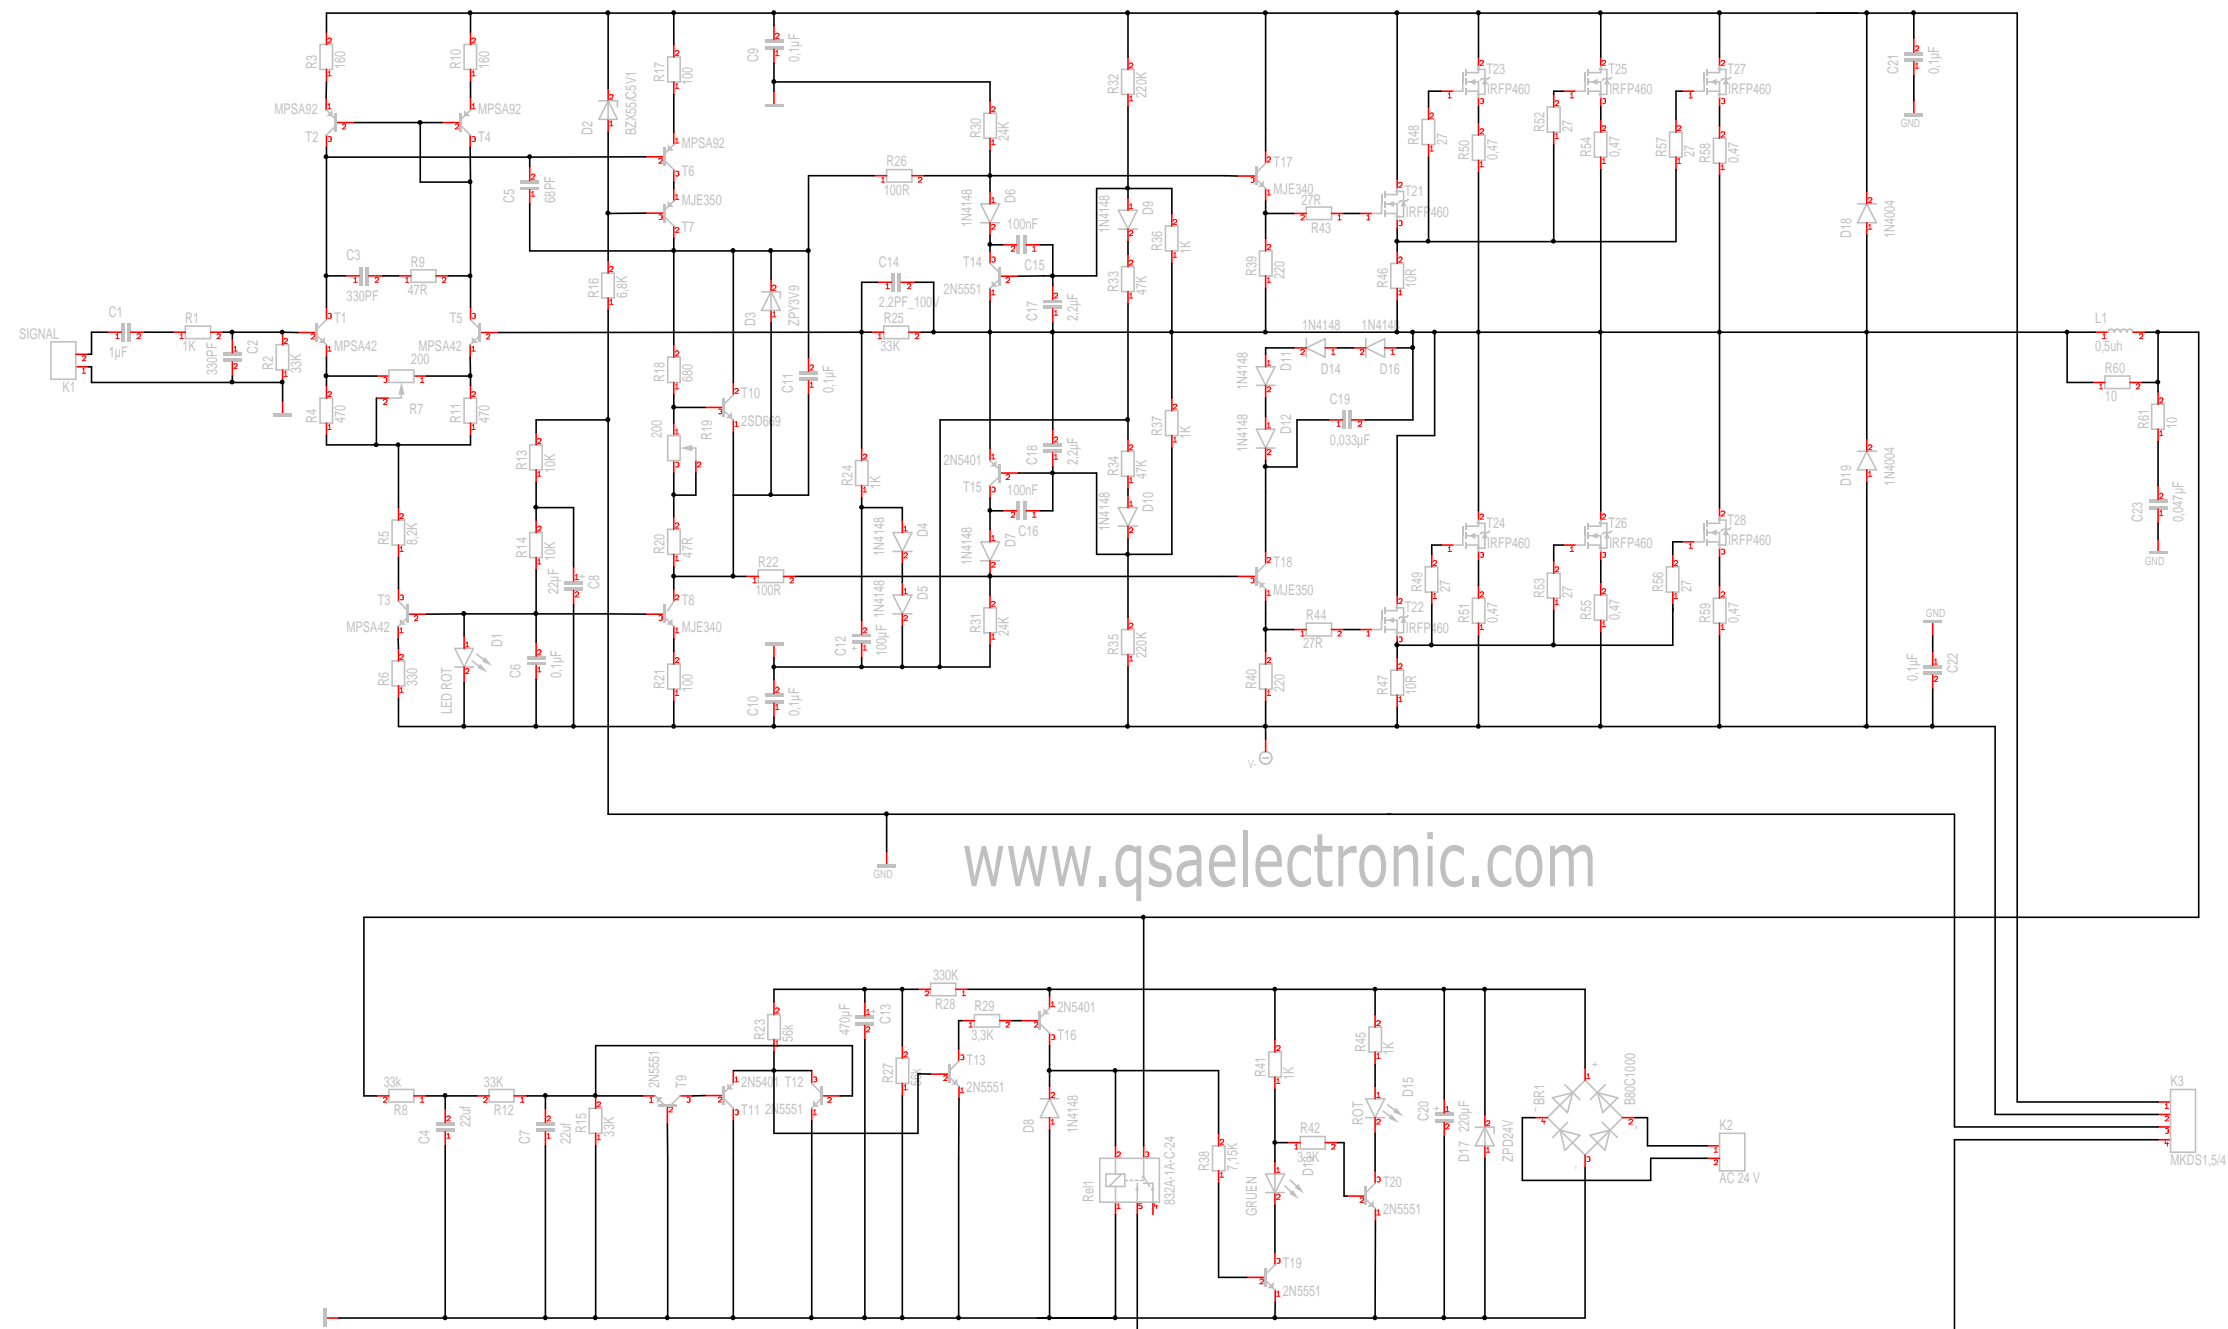 R3
160
R10
160
MPSA92
MPSA92
T2
T4
D2
BZX55/C5V1
R17
100
MPSA92
T6
MJE350
T7
C5
68PF
C9
0,1µF
R30
24K
R26
100R
1N4148
D6
100nF
C15
T14
2N5551
C17
2,2µF
R32
220K
1N4148
D9
R36
1K
R33
47K
T17
MJE340
27R
R43
R39
220
T21
IRFP460
R46
10R
T23
IRFP460
R48
27
R50
0,47
T25
IRFP460
R52
27
R54
0,47
T27
IRFP460
R57
27
R58
0,47
D18
1N4004
C21
0,1µF
GND
SIGNAL
K1
C1
1µF
R1
1K
330PF
C2
R2
33K
C3
330PF
R9
47R
T1
MPSA42
T5
MPSA42
200
R7
R4
470
R11
470
R16
6,8K
D3
ZPY3V9
C14
2,2PF_100V
R25
33K
R18
680
T10
2SD669
200
R19
C11
0,1µF
1N4148
1N4148
D14
D16
1N4148
D11
1N4148
D12
C19
0,033µF
L1
0,5uh
R60
10
R61
10
C23
0,047µF
GND
R13
10K
R14
10K
22µF
C8
R5
8,2K
T3
MPSA42
R6
330
D1
LED ROT
C6
0,1µF
R20
47R
T8
MJE340
R21
100
R22
100R
R24
1K
1N4148
D4
1N4148
D5
C12
100µF
C10
0,1µF
2N5401
T15
100nF
C16
C18
2,2µF
1N4148
D7
R31
24K
R34
47K
1N4148
D10
R37
1K
R35
220K
T18
MJE350
R44
27R
R40
220
T22
IRFP460
R47
10R
T24
IRFP460
R49
27
R51
0,47
T26
IRFP460
R53
27
R55
0,47
T28
IRFP460
R56
27
R59
0,47
D19
1N4004
GND
0,1µF
C22
V-
GND
www.qsaelectronic.com
33k
R8
33K
R12
C4
22uf
C7
22uf
R15
33K
2N5551
T9
R23
56k
2N5401
T11
T12
2N5551
470µF
C13
R27
56k
330K
R28
R29
3,3K
T13
2N5551
2N5401
T16
D8
1N4148
Rel1
832A-1A-C-24
R38
7,15K
R41
1K
GRUEN
R42
3,3K
T19
2N5551
R45
1K
ROT
D15
T20
2N5551
C20
220µF
D17
ZPD24V
BR1
B80C1000
K2
AC 24 V
K3
MKDS1,5/4